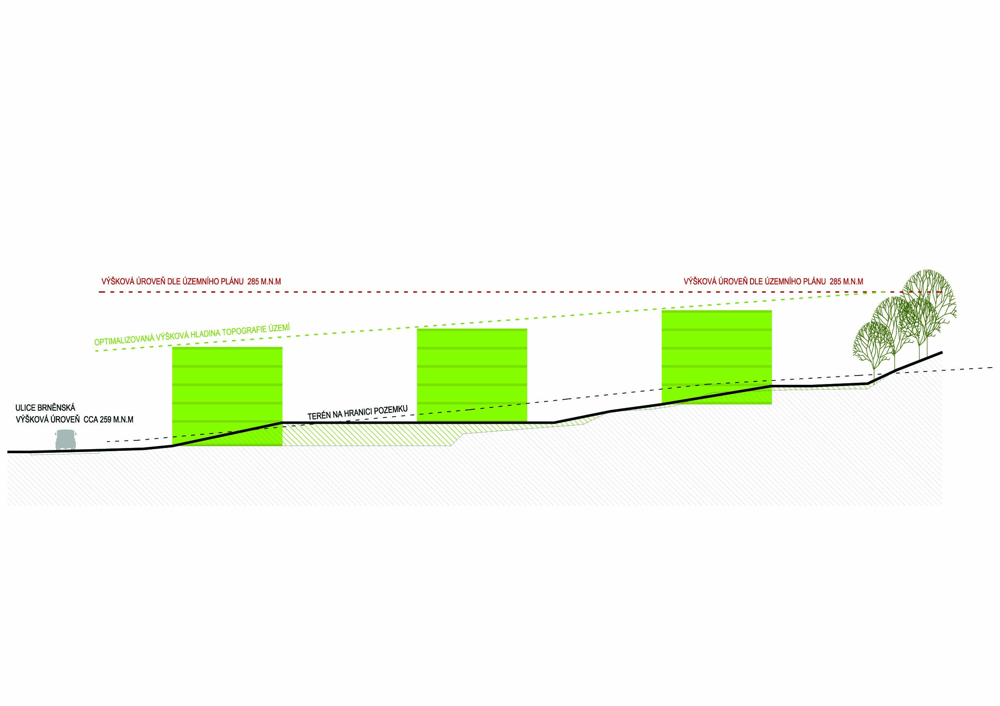 VÝŠKOVÁ ÚROVEŇ DLE ÚZEMNÍHO PLÁNU 285 M.N.M
VÝŠKOVÁ ÚROVEŇ DLE ÚZEMNÍHO PLÁNU 285 M.N.M
OPTIMALIZOVANÁ VÝŠKOVÁ HLADINA TOPOGRAFIE ÚZEMÍ
ULICE BRNĚNSKÁ
VÝŠKOVÁ ÚROVEŇ CCA 259 M.N.M
TERÉN NA HRANICI POZEMKU